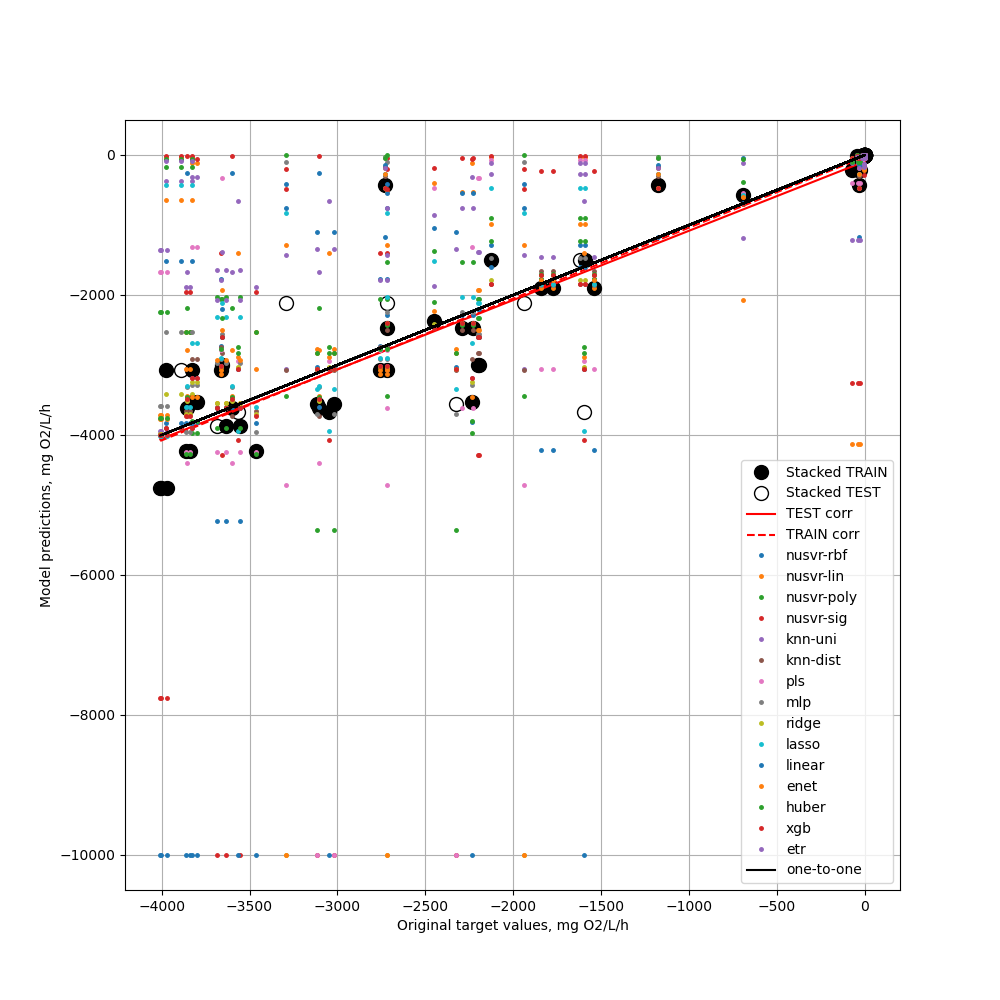 0
−2000
−4000
−6000
−8000
−10000
Model predictions, mg O2/L/h
Stacked TRAIN
Stacked TEST
TEST corr
TRAIN corr
nusvr-rbf
nusvr-lin
nusvr-poly
nusvr-sig
knn-uni
knn-dist
pls
mlp
ridge
lasso
linear
enet
huber
xgb
etr
one-to-one
−4000 −3500 −3000 −2500 −2000 −1500 −1000 −500 0
Original target values, mg O2/L/h